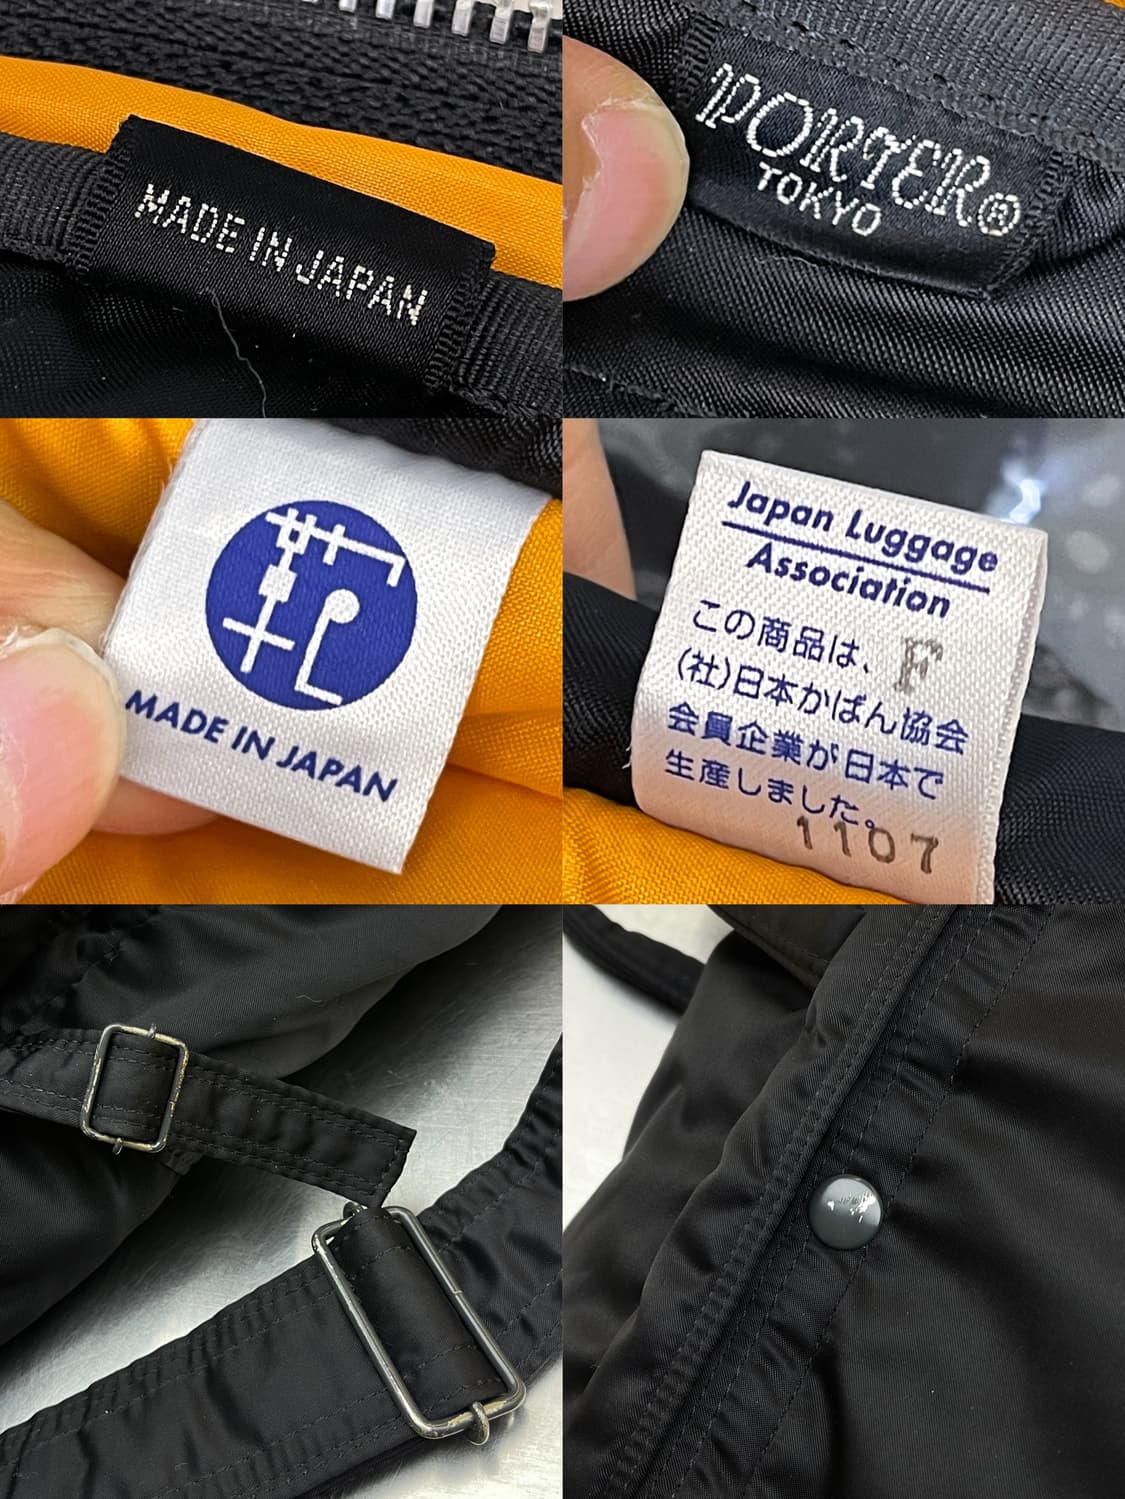 MADE IN JAPAN
PORTER®
TOKYO
MADE IN JAPAN
Japan Luggage
Association
この商品は、 F
(社)日本かばん協会
会員企業が日本で
生産しました。
1107